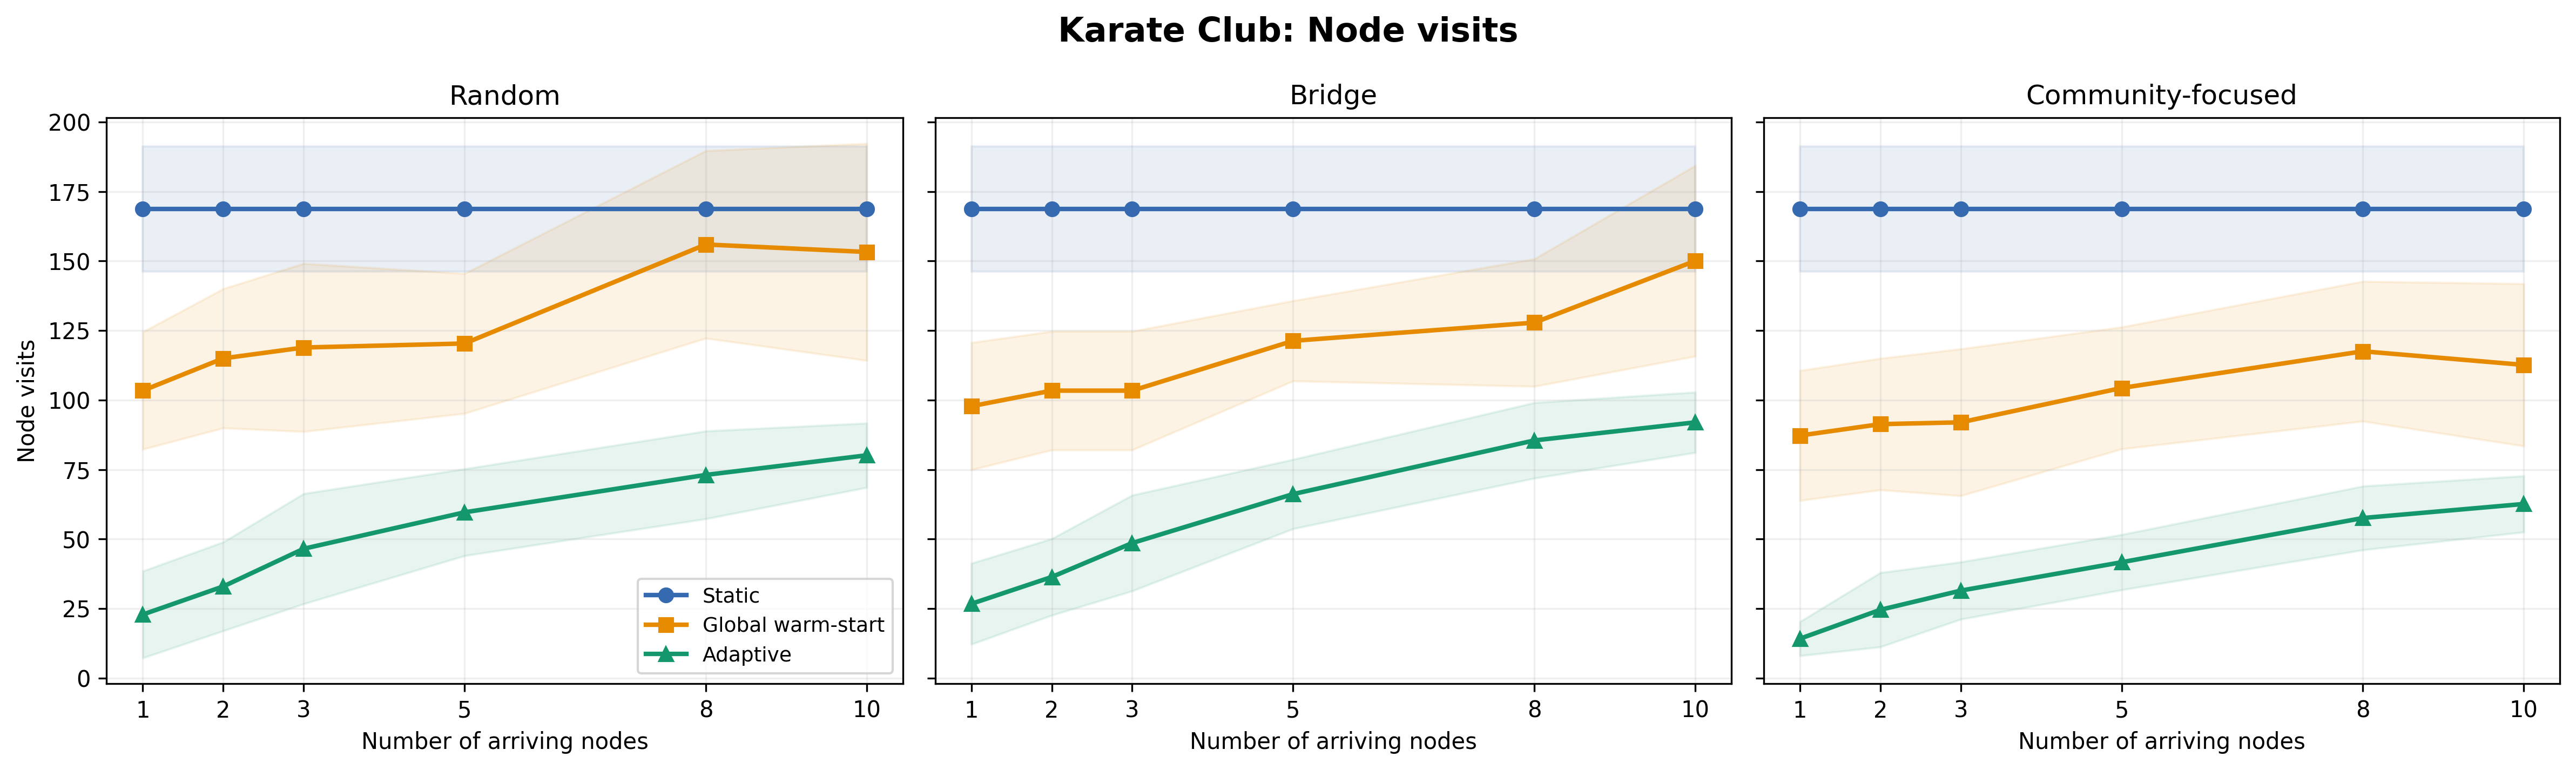 Karate Club: Node visits
Random
Bridge
Community-focused
Node visits
200
175
150
125
100
75
50
25
0
Static
Global warm-start
Adaptive
1 2 3 5 8 10
1 2 3 5 8 10
1 2 3 5 8 10
Number of arriving nodes
Number of arriving nodes
Number of arriving nodes